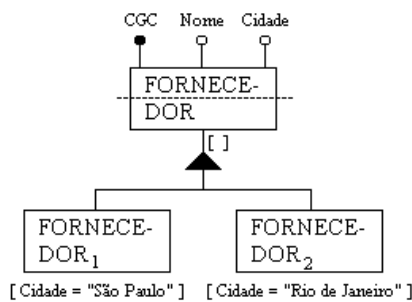 CGC Nome Cidade
FORNECE-
DOR
[ ]
FORNECE-
DOR1
FORNECE-
DOR2
[ Cidade = "São Paulo" ] [ Cidade = "Rio de Janeiro" ]